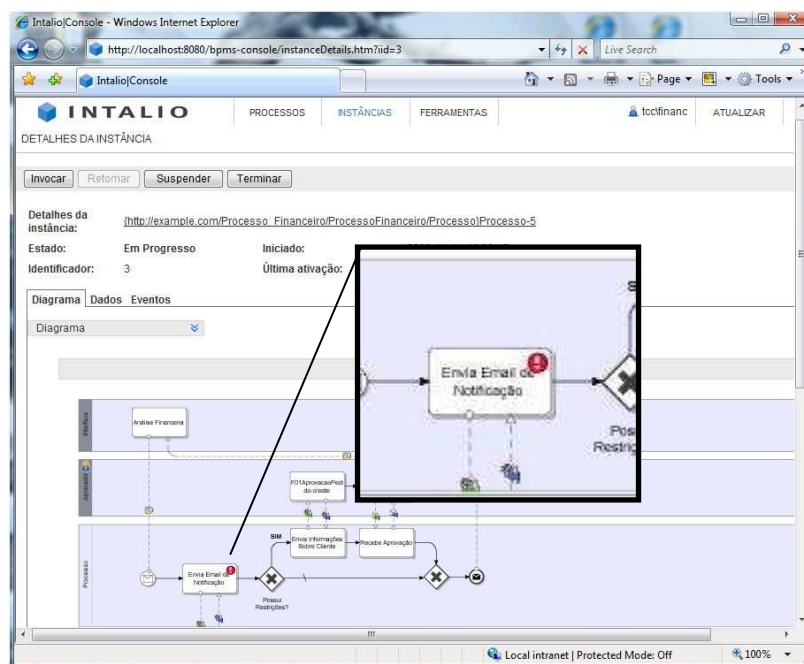 Intalio|Console - Windows Internet Explorer
http://localhost:8080/bpms-console/instanceDetails.htm?iid=3
Live Search
Intalio|Console
Page
Tools
INTALIO
PROCESSOS
INSTÂNCIAS
FERRAMENTAS
tcc\financ
ATUALIZAR
DETALHES DA INSTÂNCIA
Invocar
Retomar
Suspender
Terminar
Detalhes da
instância:
{http://example.com/Processo_Financeiro/ProcessoFinanceiro/Processo}Processo-5
Estado:
Em Progresso
Iniciado:
Identificador:
3
Última ativação:
Diagrama
Dados
Eventos
Diagrama
Envia Email de
Notificação
Análise Financeira
F01AprovacaoPedi
do-create
Processo
SIM
Envia Informações
Sobre Cliente
Recebe Aprovação
Envia Email de
Notificação
Possui
Restrições?
Local intranet | Protected Mode: Off
100%